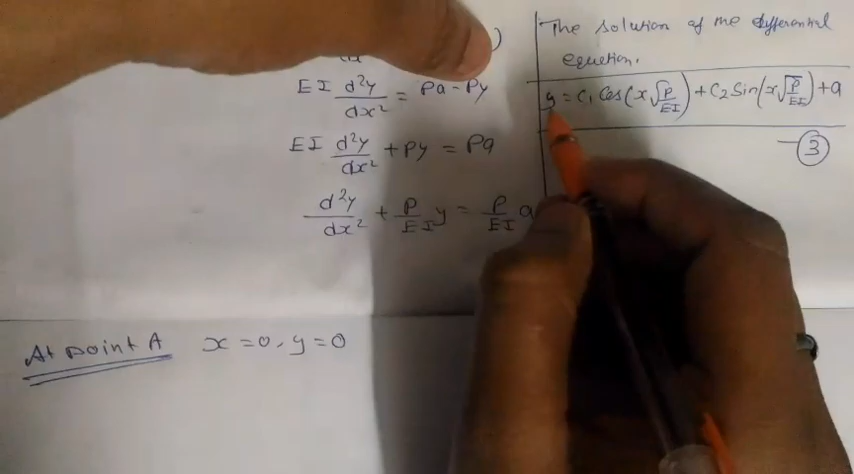 EI d²y/dx² = Pa - Py
EI d²y/dx² + Py = Pa
d²y/dx² + P/EI y = P/EI a
The solution of the differential
equation.
y = C₁ Cos(x√P/EI) + C₂ Sin(x√P/EI) + a
— ③
At point A x = 0, y = 0